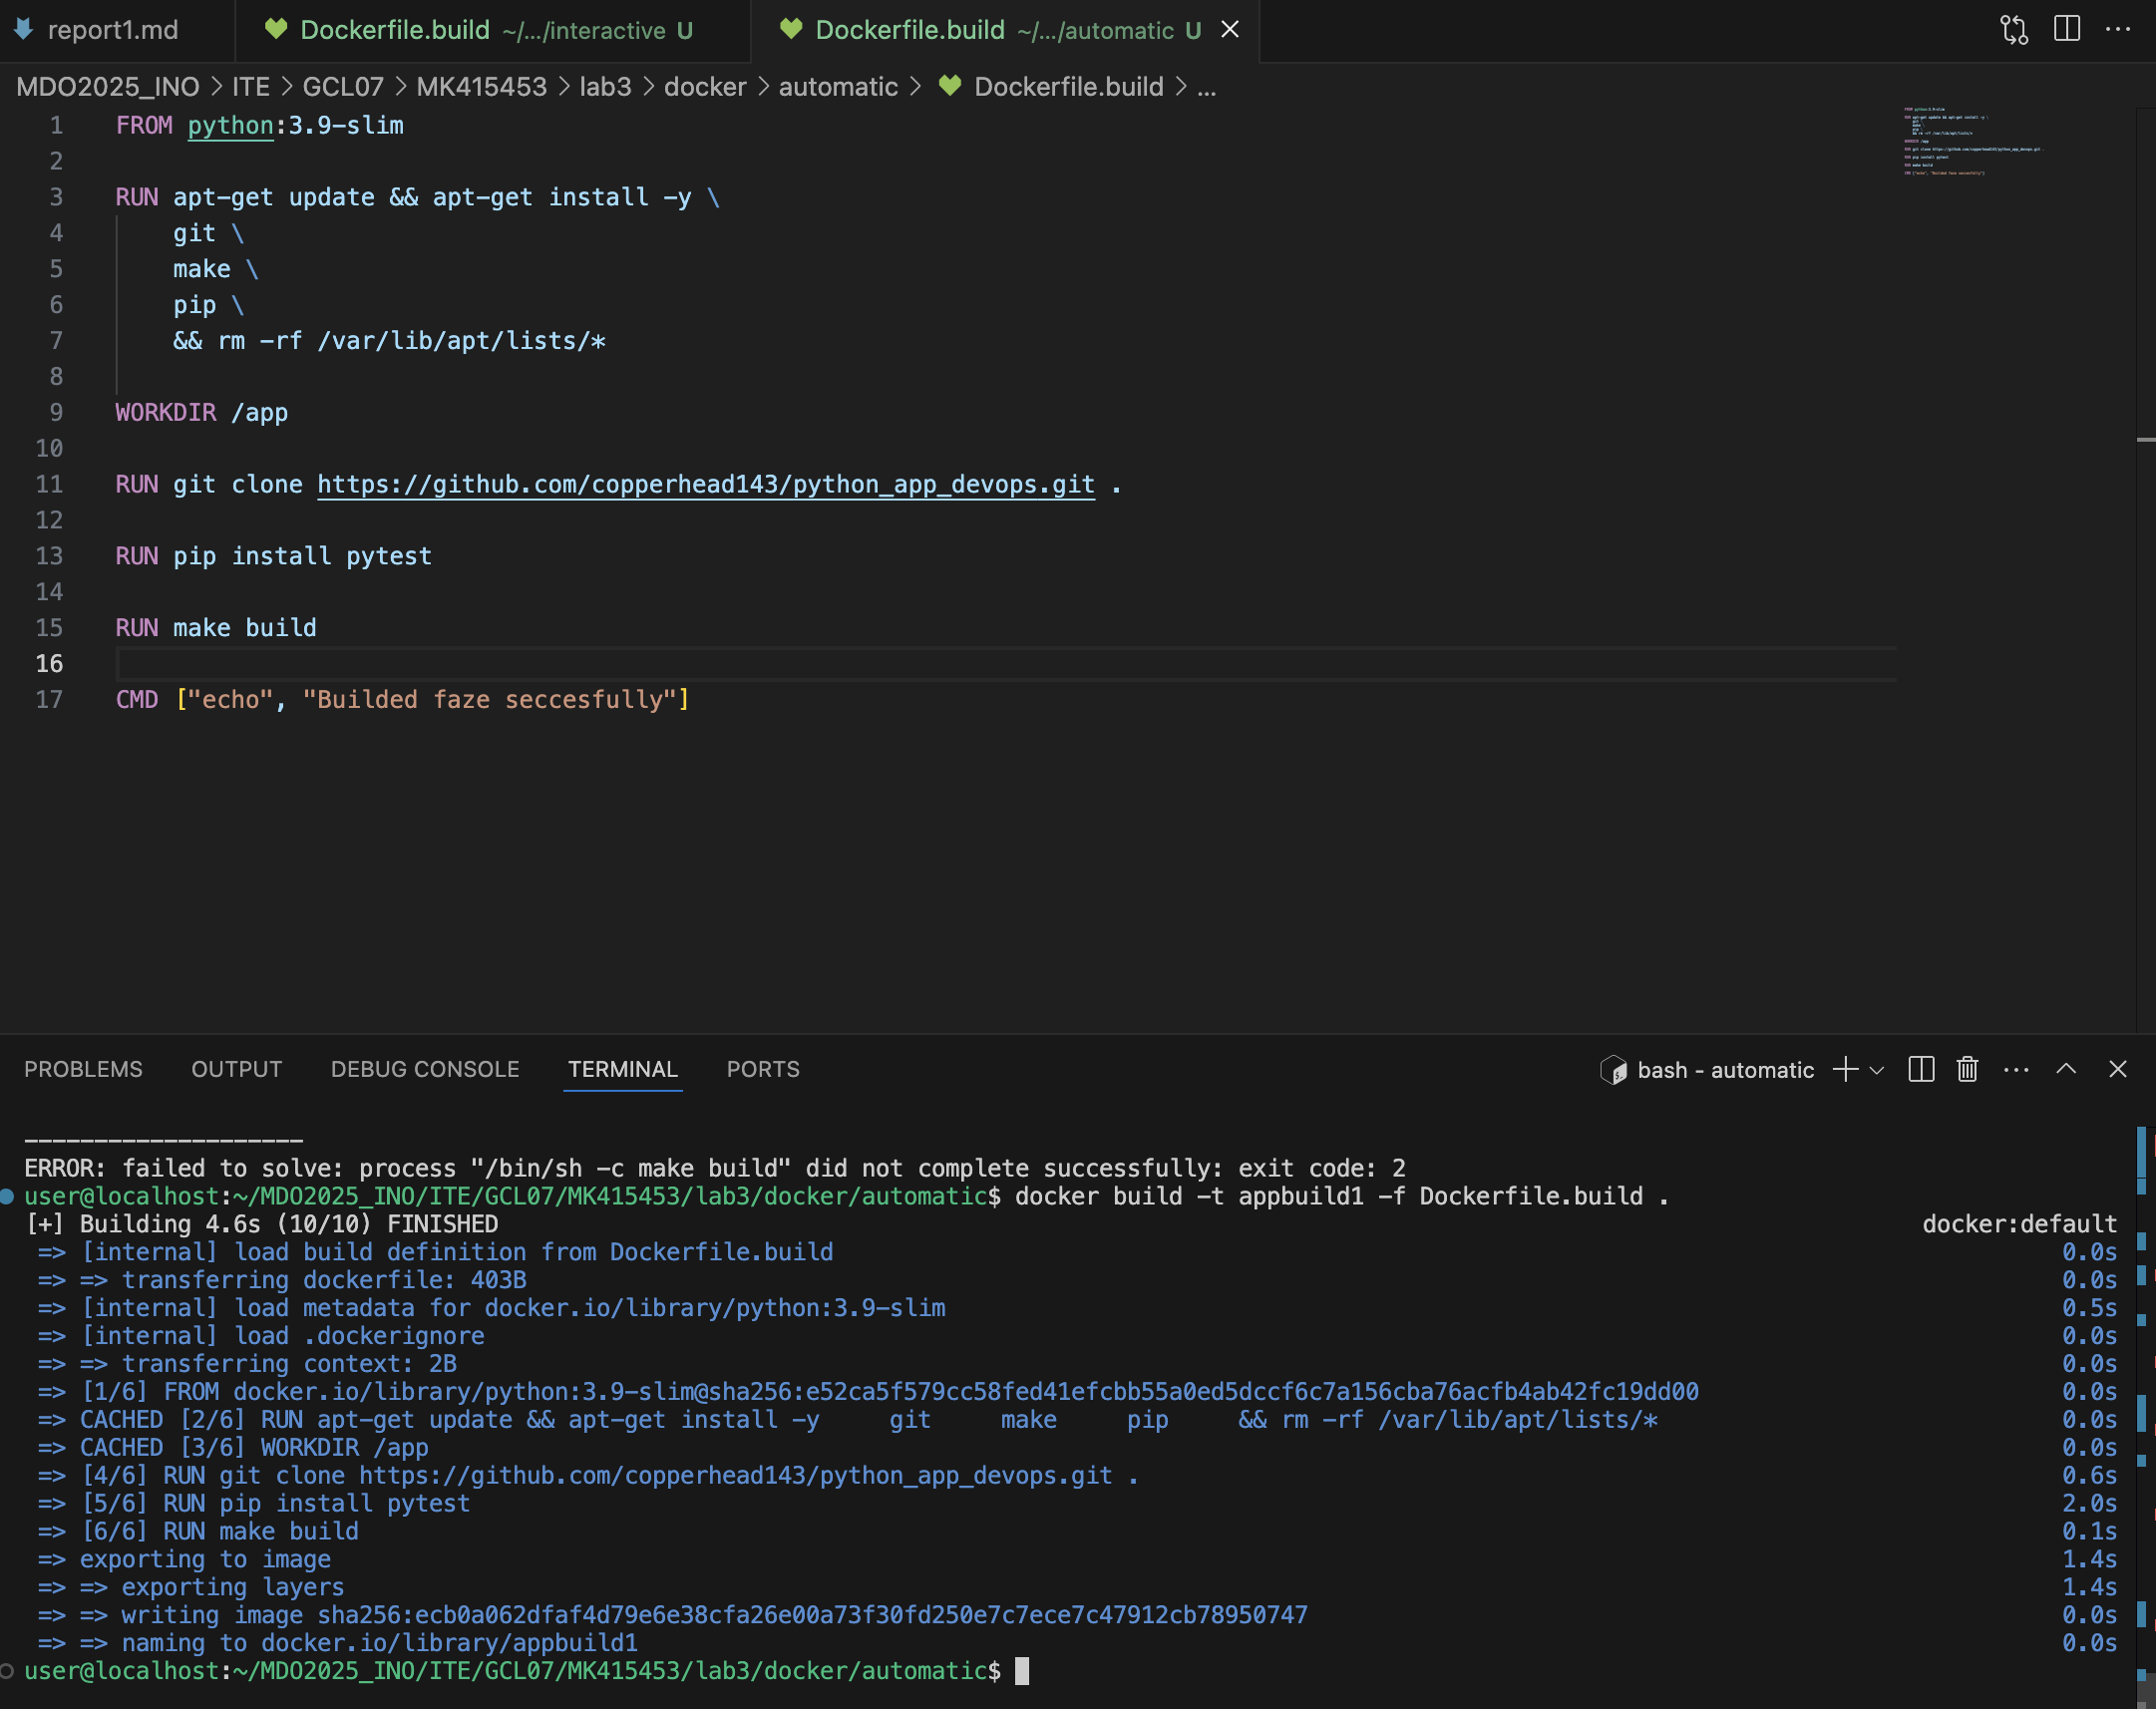 report1.md
Dockerfile.build ~/.../interactive U
Dockerfile.build ~/.../automatic U
MDO2025_INO > ITE > GCL07 > MK415453 > lab3 > docker > automatic > Dockerfile.build > ...
1 FROM python:3.9-slim
2
3 RUN apt-get update && apt-get install -y \
4 git \
5 make \
6 pip \
7 && rm -rf /var/lib/apt/lists/*
8
9 WORKDIR /app
10
11 RUN git clone https://github.com/copperhead143/python_app_devops.git .
12
13 RUN pip install pytest
14
15 RUN make build
16
17 CMD ["echo", "Builded faze seccesfully"]
PROBLEMS OUTPUT DEBUG CONSOLE TERMINAL PORTS bash - automatic
--------------------
ERROR: failed to solve: process "/bin/sh -c make build" did not complete successfully: exit code: 2
user@localhost:~/MDO2025_INO/ITE/GCL07/MK415453/lab3/docker/automatic$ docker build -t appbuild1 -f Dockerfile.build .
[+] Building 4.6s (10/10) FINISHED docker:default
=> [internal] load build definition from Dockerfile.build 0.0s
=> => transferring dockerfile: 403B 0.0s
=> [internal] load metadata for docker.io/library/python:3.9-slim 0.5s
=> [internal] load .dockerignore 0.0s
=> => transferring context: 2B 0.0s
=> [1/6] FROM docker.io/library/python:3.9-slim@sha256:e52ca5f579cc58fed41efcbb55a0ed5dccf6c7a156cba76acfb4ab42fc19dd00 0.0s
=> CACHED [2/6] RUN apt-get update && apt-get install -y git make pip && rm -rf /var/lib/apt/lists/* 0.0s
=> CACHED [3/6] WORKDIR /app 0.0s
=> [4/6] RUN git clone https://github.com/copperhead143/python_app_devops.git . 0.6s
=> [5/6] RUN pip install pytest 2.0s
=> [6/6] RUN make build 0.1s
=> exporting to image 1.4s
=> => exporting layers 1.4s
=> => writing image sha256:ecb0a062dfaf4d79e6e38cfa26e00a73f30fd250e7c7ece7c47912cb78950747 0.0s
=> => naming to docker.io/library/appbuild1 0.0s
user@localhost:~/MDO2025_INO/ITE/GCL07/MK415453/lab3/docker/automatic$